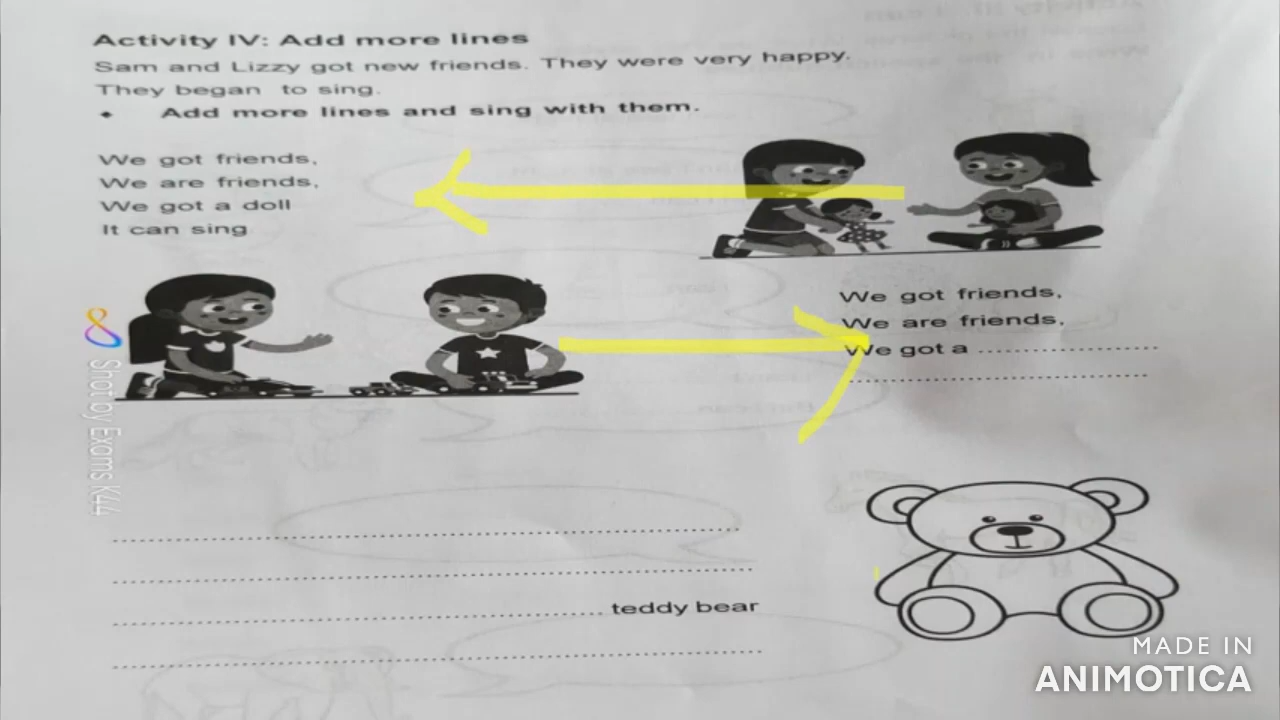 Activity IV: Add more lines
Sam and Lizzy got new friends. They were very happy.
They began to sing.
• Add more lines and sing with them.
We got friends,
We are friends,
We got a doll
It can sing
We got friends,
We are friends,
We got a ..............................
..................................................
..................................................
..................................................
.................................................. teddy bear
..................................................
Shot by Exoms K44
MADE IN
ANIMOTICA